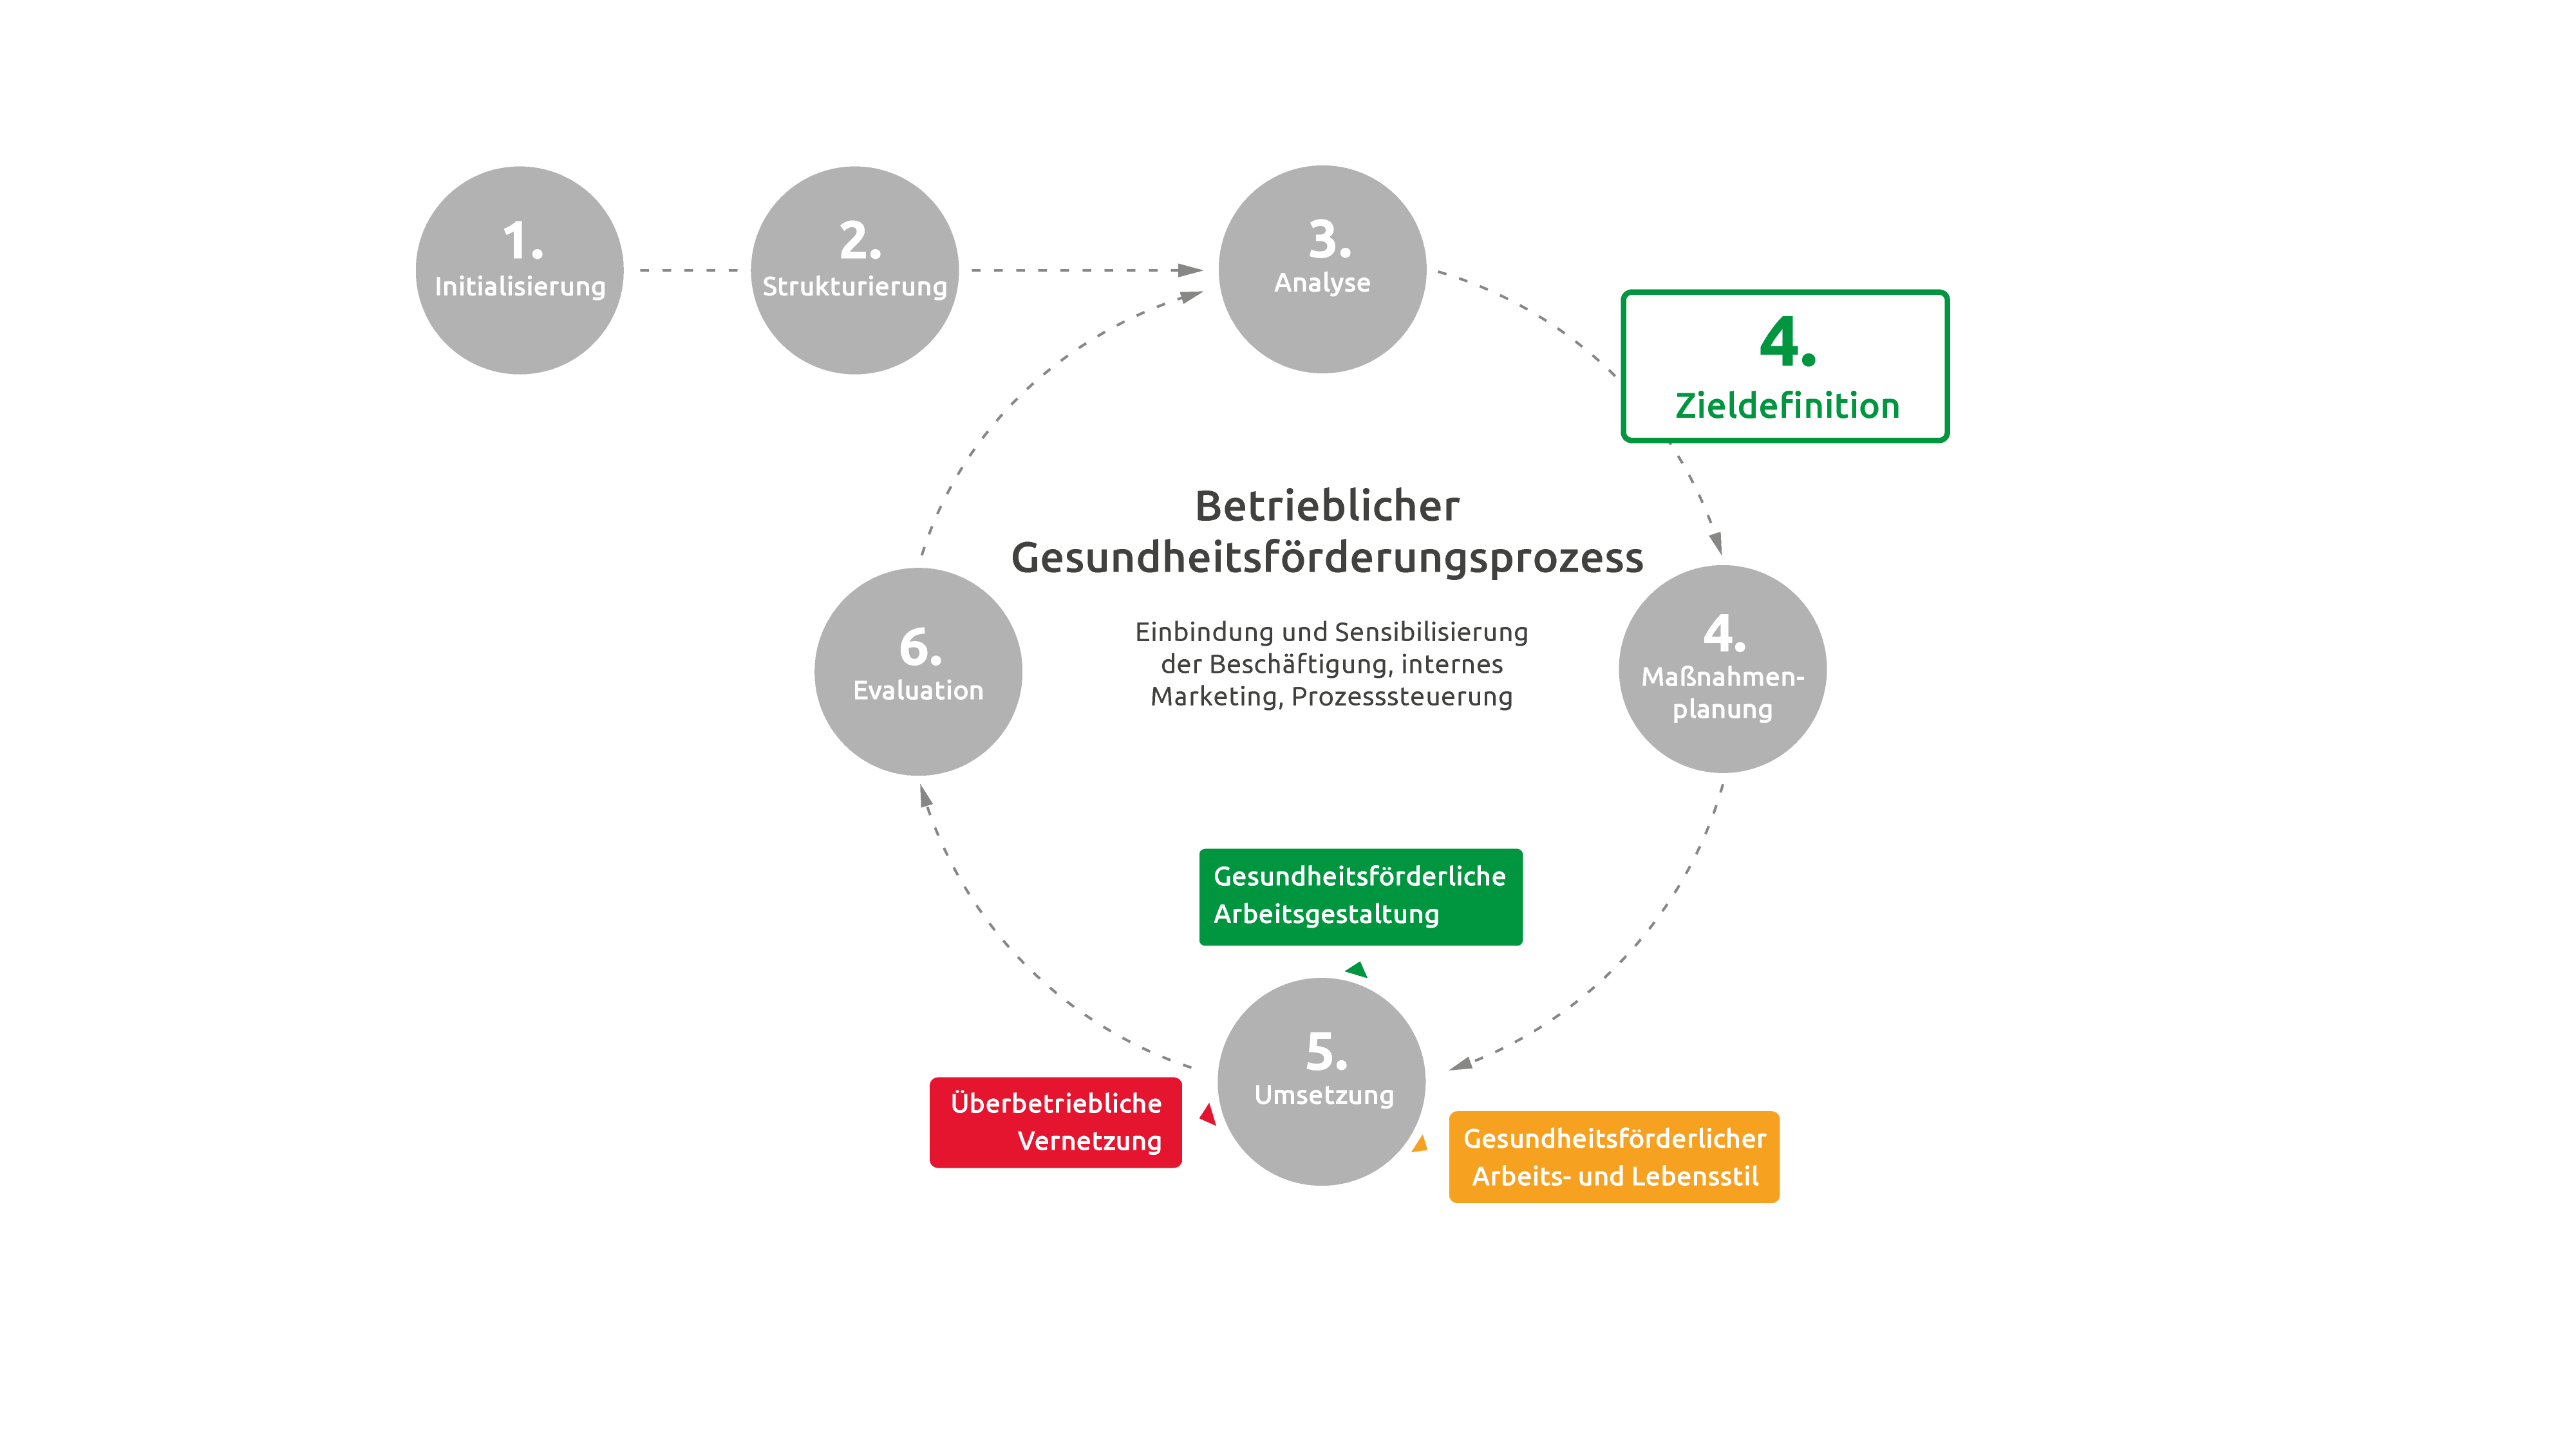 1.
Initialisierung
2.
Strukturierung
3.
Analyse
4.
Zieldefinition
Betrieblicher
Gesundheitsförderungsprozess
Einbindung und Sensibilisierung
der Beschäftigung, internes
Marketing, Prozesssteuerung
4.
Maßnahmen-
planung
6.
Evaluation
Gesundheitsförderliche
Arbeitsgestaltung
5.
Umsetzung
Überbetriebliche
Vernetzung
Gesundheitsförderlicher
Arbeits- und Lebensstil